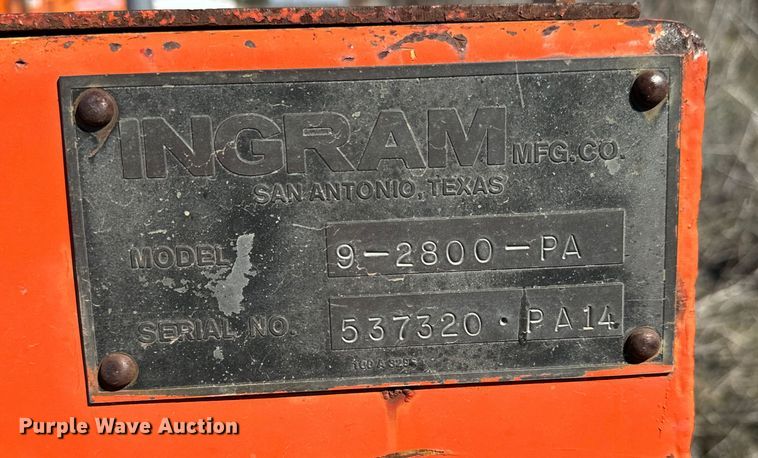 INGRAM MFG. CO.
SAN ANTONIO, TEXAS
MODEL 9-2800-PA
SERIAL NO. 537320 • PA14
Purple Wave Auction